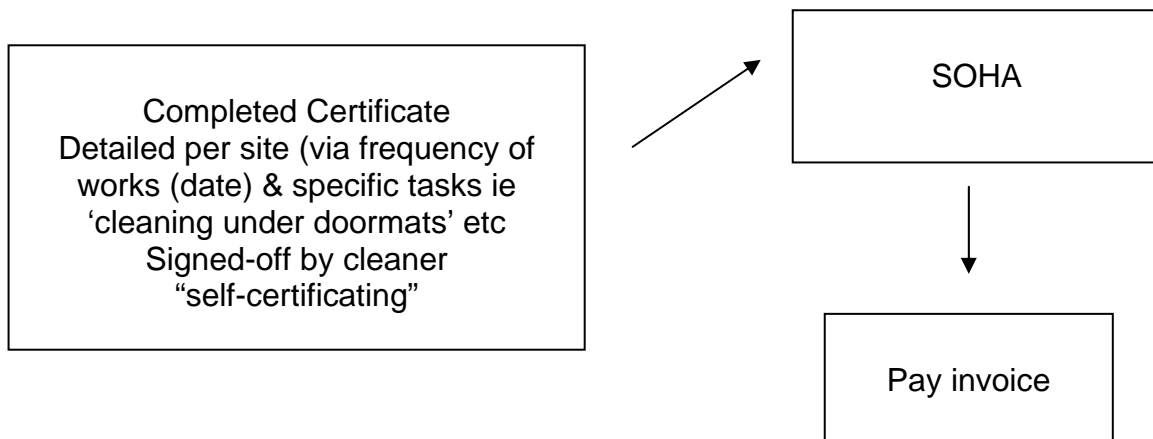 Completed Certificate
Detailed per site (via frequency of
works (date) & specific tasks ie
‘cleaning under doormats’ etc
Signed-off by cleaner
“self-certificating”
SOHA
Pay invoice